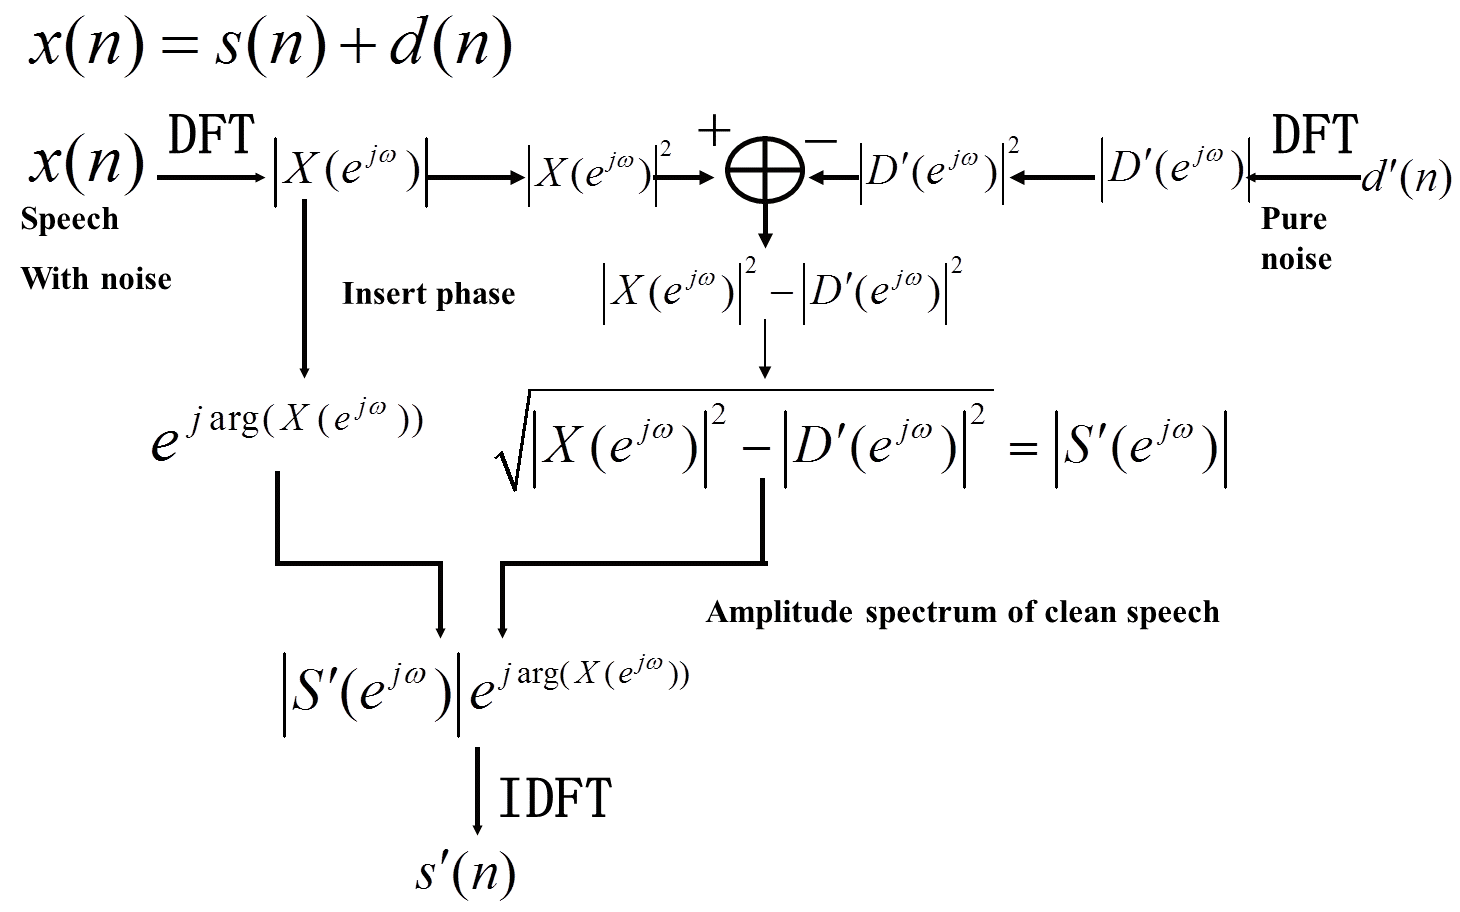 x(n) = s(n) + d(n)
x(n) DFT |X(e^{jω})| |X(e^{jω})|^2 + ⊕ − |D′(e^{jω})|^2 |D′(e^{jω})| DFT d′(n)
Speech
With noise
Pure
noise
Insert phase
|X(e^{jω})|^2 − |D′(e^{jω})|^2
e^{j arg(X(e^{jω}))}
√(|X(e^{jω})|^2 − |D′(e^{jω})|^2) = |S′(e^{jω})|
Amplitude spectrum of clean speech
|S′(e^{jω})| e^{j arg(X(e^{jω}))}
IDFT
s′(n)